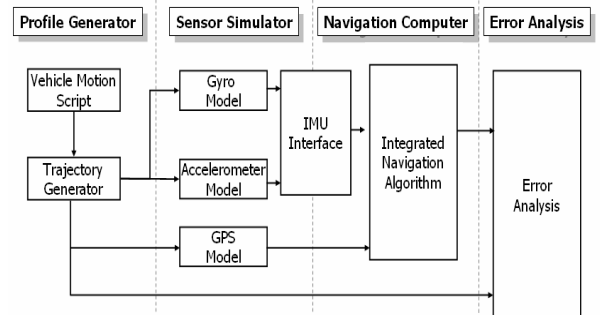 Profile Generator
Sensor Simulator
Navigation Computer
Error Analysis
Vehicle Motion
Script
Trajectory
Generator
Gyro
Model
Accelerometer
Model
GPS
Model
IMU
Interface
Integrated
Navigation
Algorithm
Error
Analysis